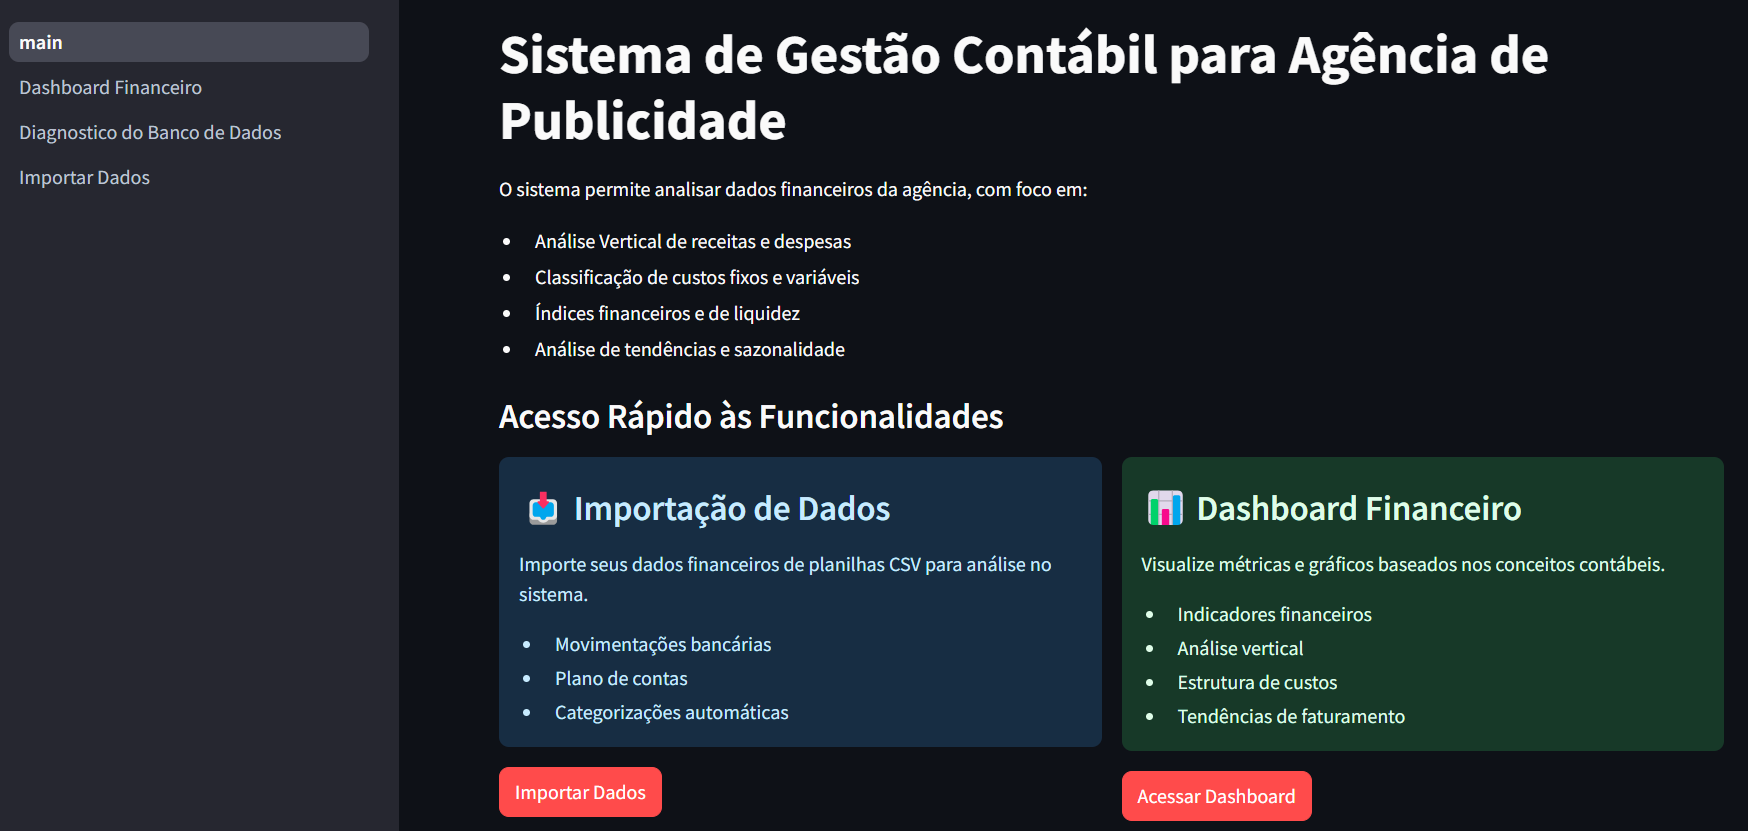 main
Dashboard Financeiro
Diagnostico do Banco de Dados
Importar Dados
Sistema de Gestão Contábil para Agência de
Publicidade
O sistema permite analisar dados financeiros da agência, com foco em:
Análise Vertical de receitas e despesas
Classificação de custos fixos e variáveis
Índices financeiros e de liquidez
Análise de tendências e sazonalidade
Acesso Rápido às Funcionalidades
Importação de Dados
Importe seus dados financeiros de planilhas CSV para análise no
sistema.
Movimentações bancárias
Plano de contas
Categorizações automáticas
Importar Dados
Dashboard Financeiro
Visualize métricas e gráficos baseados nos conceitos contábeis.
Indicadores financeiros
Análise vertical
Estrutura de custos
Tendências de faturamento
Acessar Dashboard